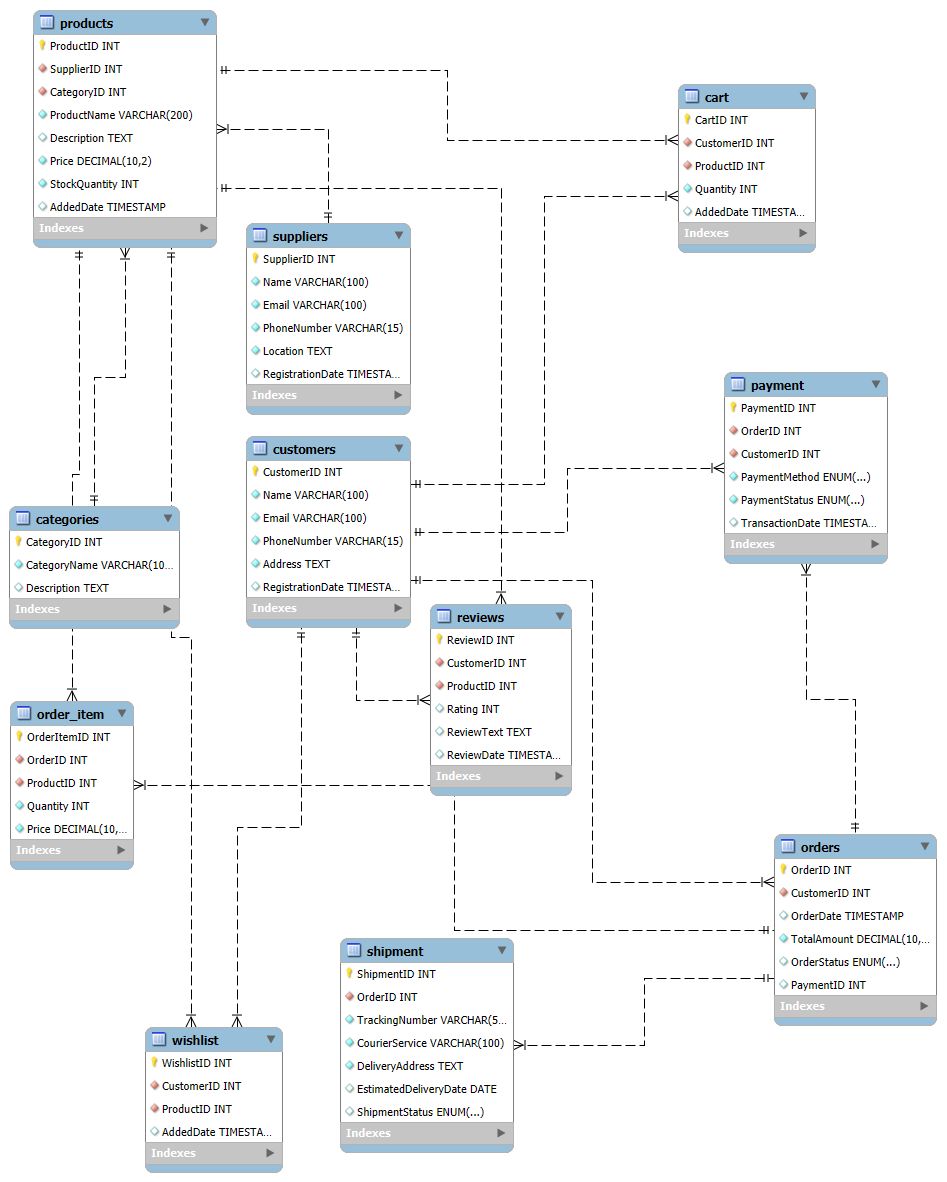 products
ProductID INT
SupplierID INT
CategoryID INT
ProductName VARCHAR(200)
Description TEXT
Price DECIMAL(10,2)
StockQuantity INT
AddedDate TIMESTAMP
Indexes
cart
CartID INT
CustomerID INT
ProductID INT
Quantity INT
AddedDate TIMESTA...
Indexes
suppliers
SupplierID INT
Name VARCHAR(100)
Email VARCHAR(100)
PhoneNumber VARCHAR(15)
Location TEXT
RegistrationDate TIMESTA...
Indexes
payment
PaymentID INT
OrderID INT
CustomerID INT
PaymentMethod ENUM(...)
PaymentStatus ENUM(...)
TransactionDate TIMESTA...
Indexes
customers
CustomerID INT
Name VARCHAR(100)
Email VARCHAR(100)
PhoneNumber VARCHAR(15)
Address TEXT
RegistrationDate TIMESTA...
Indexes
categories
CategoryID INT
CategoryName VARCHAR(10...
Description TEXT
Indexes
reviews
ReviewID INT
CustomerID INT
ProductID INT
Rating INT
ReviewText TEXT
ReviewDate TIMESTA...
Indexes
order_item
OrderItemID INT
OrderID INT
ProductID INT
Quantity INT
Price DECIMAL(10,...
Indexes
orders
OrderID INT
CustomerID INT
OrderDate TIMESTAMP
TotalAmount DECIMAL(10,...
OrderStatus ENUM(...)
PaymentID INT
Indexes
shipment
ShipmentID INT
OrderID INT
TrackingNumber VARCHAR(5...
CourierService VARCHAR(100)
DeliveryAddress TEXT
EstimatedDeliveryDate DATE
ShipmentStatus ENUM(...)
Indexes
wishlist
WishlistID INT
CustomerID INT
ProductID INT
AddedDate TIMESTA...
Indexes